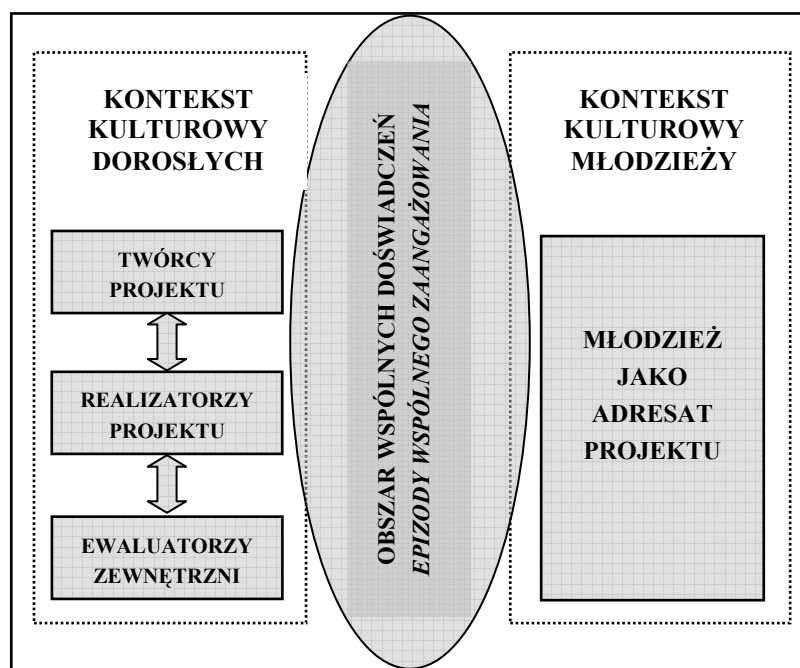 KONTEKST
KULTUROWY
DOROSŁYCH
TWÓRCY
PROJEKTU
REALIZATORZY
PROJEKTU
EWALUATORZY
ZEWNĘTRZNI
OBSZAR WSPÓLNYCH DOŚWIADCZEŃ
EPIZODY WSPÓLNEGO ZAANGAŻOWANIA
KONTEKST
KULTUROWY
MŁODZIEŻY
MŁODZIEŻ
JAKO
ADRESAT
PROJEKTU